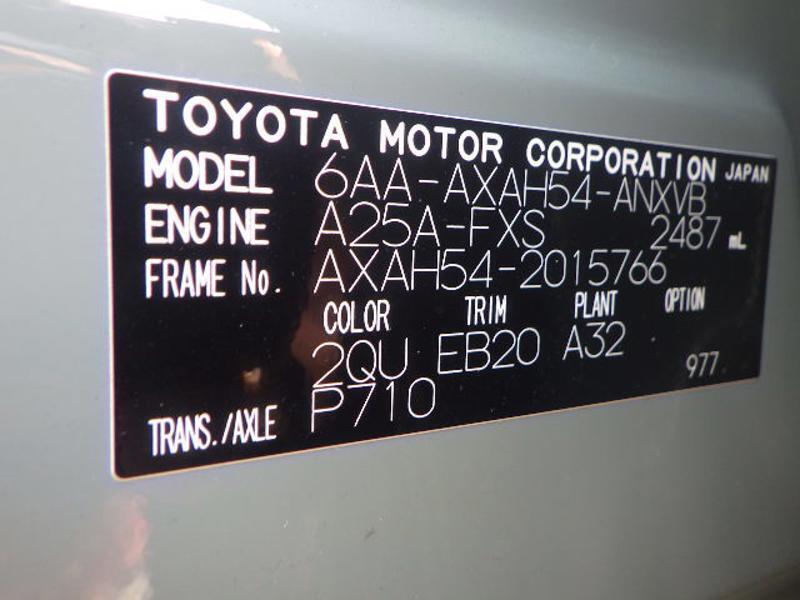 TOYOTA MOTOR CORPORATION JAPAN
MODEL 6AA-AXAH54-ANXVB
ENGINE A25A-FXS 2487 mL
FRAME No. AXAH54-2015766
COLOR TRIM PLANT OPTION
2QU EB20 A32 977
TRANS./AXLE P710